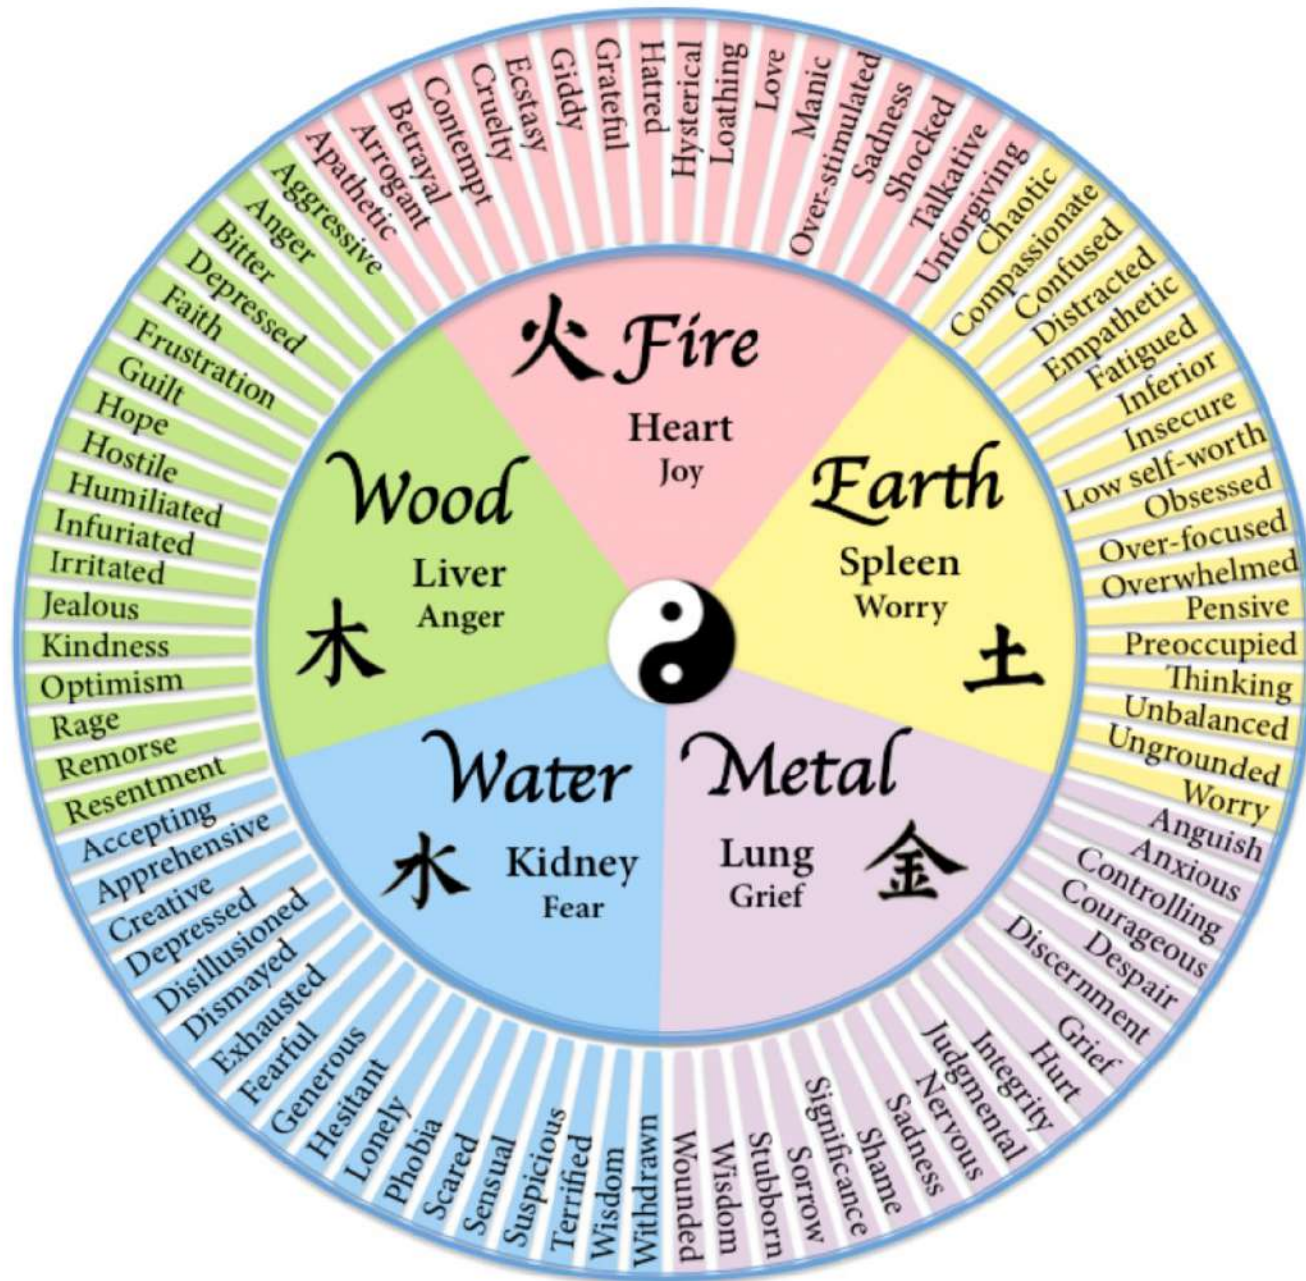 火 Fire
Heart
Joy
Earth
Spleen
Worry
土
Metal
Lung
Grief
金
Water
水
Kidney
Fear
Wood
Liver
Anger
木
Apathetic
Arrogant
Betrayal
Contempt
Cruelty
Ecstasy
Giddy
Grateful
Hatred
Hysterical
Loathing
Love
Manic
Over-stimulated
Sadness
Shocked
Talkative
Unforgiving
Chaotic
Compassionate
Confused
Distracted
Empathetic
Fatigued
Inferior
Insecure
Low self-worth
Obsessed
Over-focused
Overwhelmed
Pensive
Preoccupied
Thinking
Unbalanced
Ungrounded
Worry
Anguish
Anxious
Controlling
Courageous
Despair
Discernment
Grief
Hurt
Integrity
Judgmental
Nervous
Sadness
Shame
Significance
Sorrow
Stubborn
Wisdom
Wounded
Accepting
Apprehensive
Creative
Depressed
Disillusioned
Dismayed
Exhausted
Fearful
Generous
Hesitant
Lonely
Phobia
Scared
Sensual
Suspicious
Terrified
Wisdom
Withdrawn
Aggressive
Anger
Bitter
Depressed
Faith
Frustration
Guilt
Hope
Hostile
Humiliated
Infuriated
Irritated
Jealous
Kindness
Optimism
Rage
Remorse
Resentment